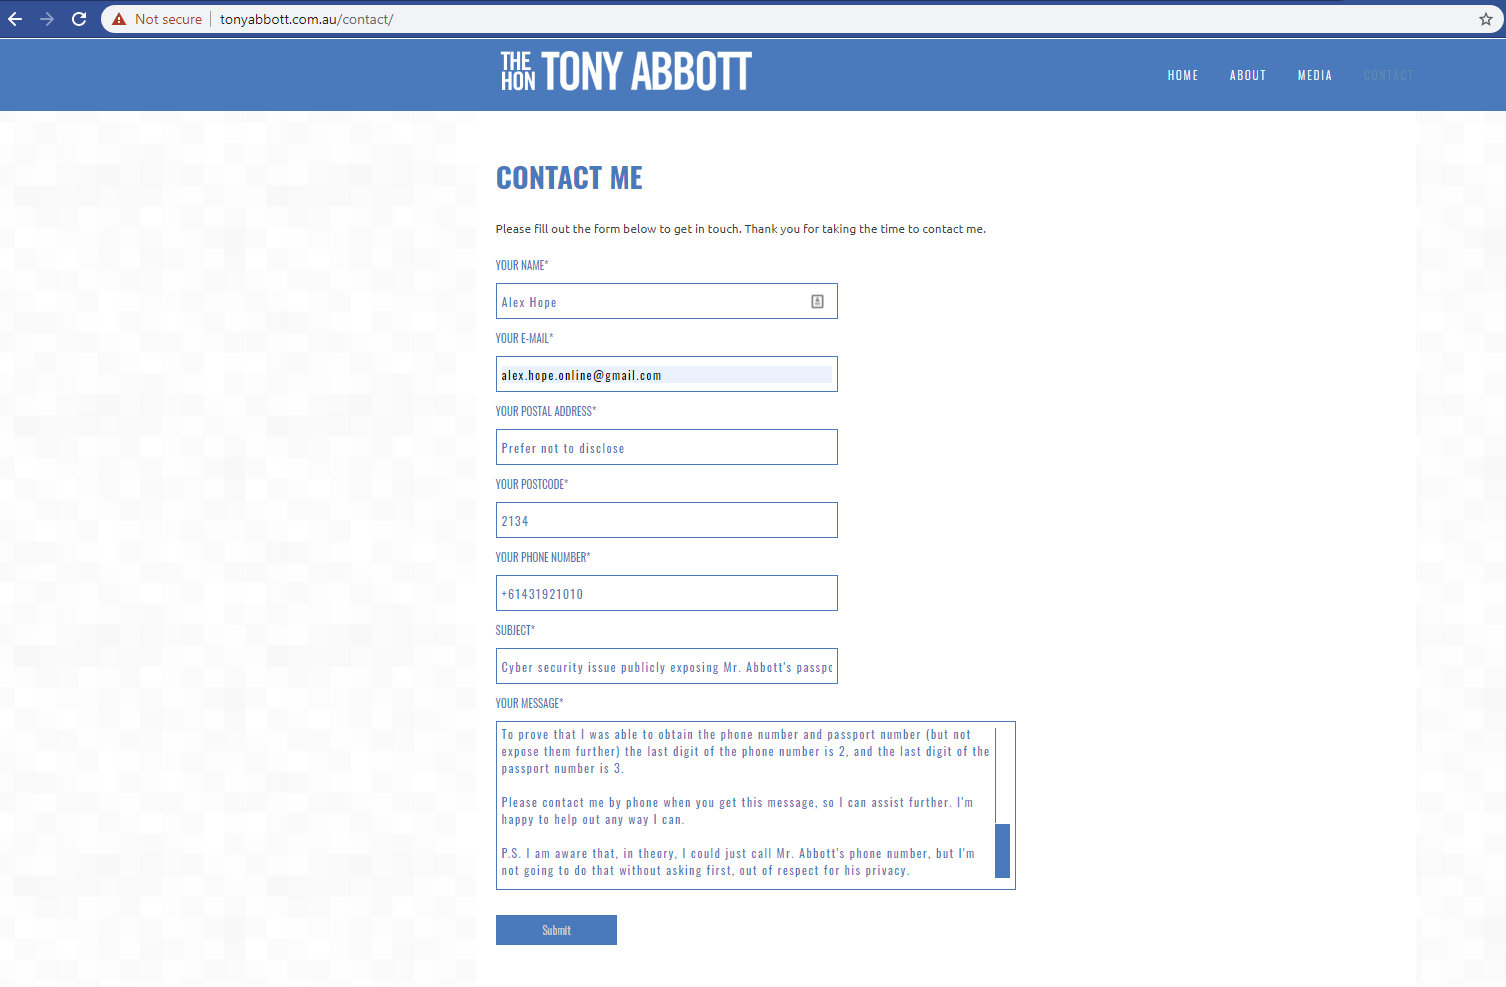 Not secure | tonyabbott.com.au/contact/
THE HON TONY ABBOTT
HOME ABOUT MEDIA CONTACT
CONTACT ME
Please fill out the form below to get in touch. Thank you for taking the time to contact me.
YOUR NAME*
Alex Hope
YOUR E-MAIL*
alex.hope.online@gmail.com
YOUR POSTAL ADDRESS*
Prefer not to disclose
YOUR POSTCODE*
2134
YOUR PHONE NUMBER*
+61431921010
SUBJECT*
Cyber security issue publicly exposing Mr. Abbott's passpo
YOUR MESSAGE*
To prove that I was able to obtain the phone number and passport number (but not
expose them further) the last digit of the phone number is 2, and the last digit of the
passport number is 3.
Please contact me by phone when you get this message, so I can assist further. I'm
happy to help out any way I can.
P.S. I am aware that, in theory, I could just call Mr. Abbott's phone number, but I'm
not going to do that without asking first, out of respect for his privacy.
Submit